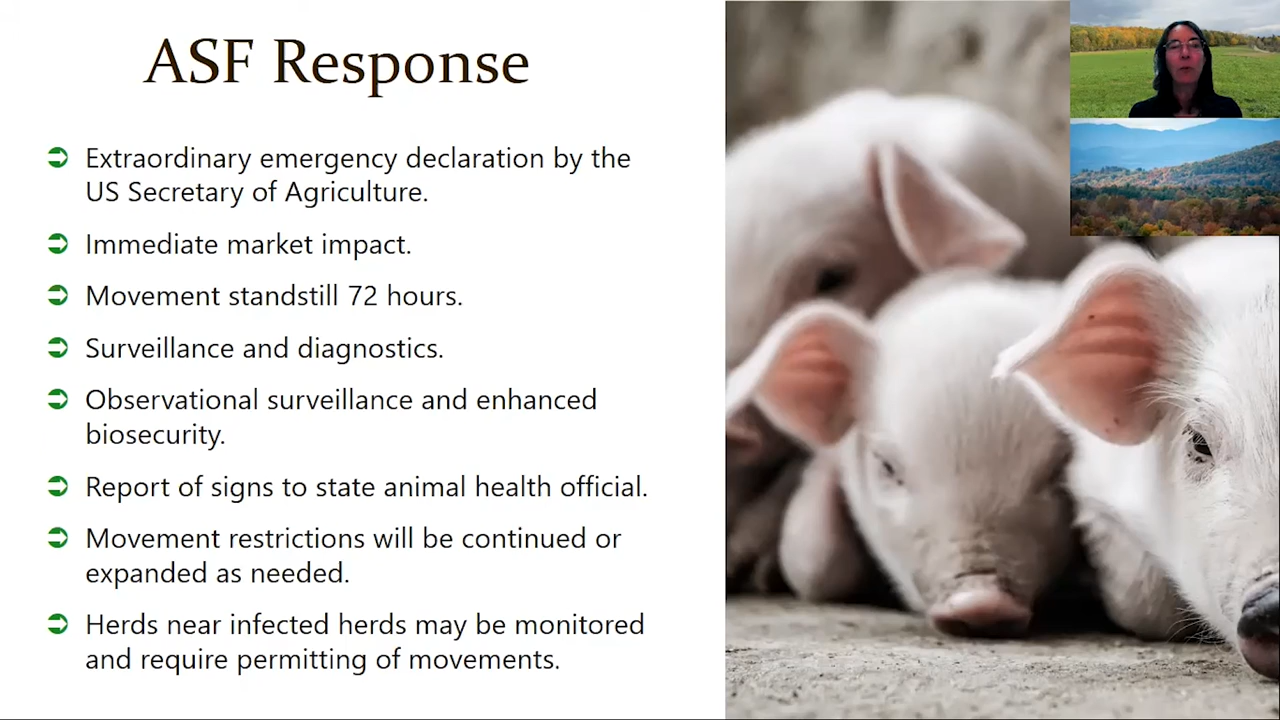 ASF Response
Extraordinary emergency declaration by the
US Secretary of Agriculture.
Immediate market impact.
Movement standstill 72 hours.
Surveillance and diagnostics.
Observational surveillance and enhanced
biosecurity.
Report of signs to state animal health official.
Movement restrictions will be continued or
expanded as needed.
Herds near infected herds may be monitored
and require permitting of movements.